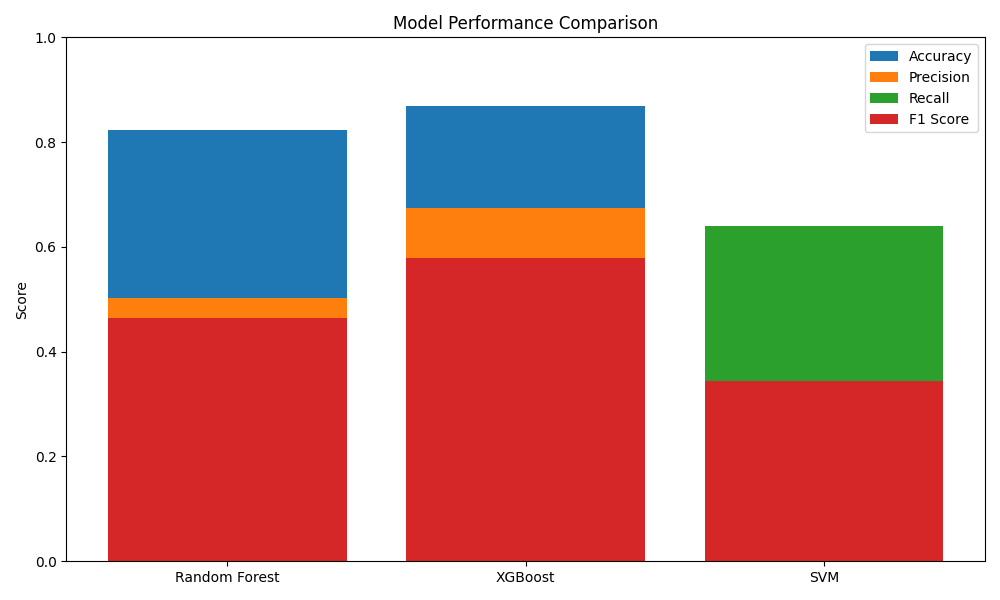 Model Performance Comparison
1.0
0.8
0.6
0.4
0.2
0.0
Score
Accuracy
Precision
Recall
F1 Score
Random Forest
XGBoost
SVM